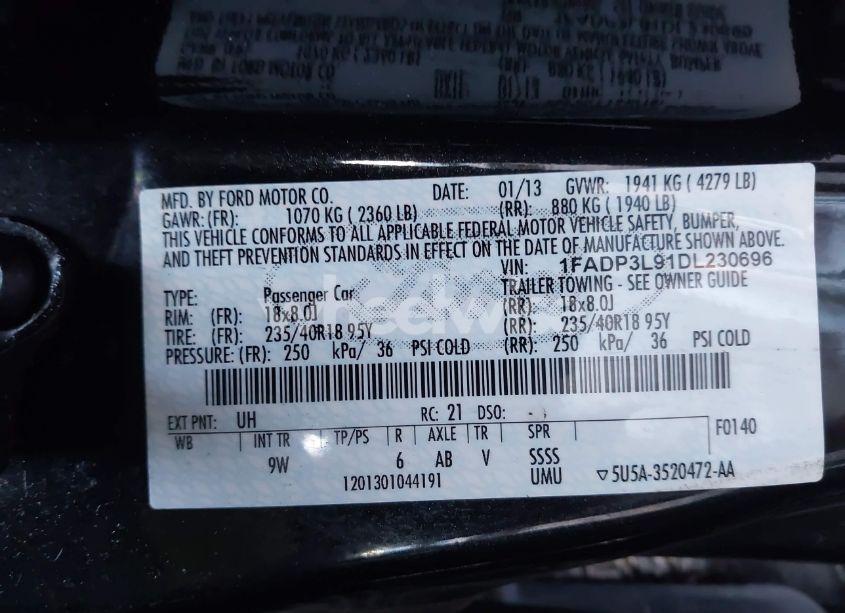 MFD. BY FORD MOTOR CO. DATE: 01/13 GVWR: 1941 KG ( 4279 LB)
GAWR:(FR): 1070 KG ( 2360 LB) (RR): 880 KG ( 1940 LB)
THIS VEHICLE CONFORMS TO ALL APPLICABLE FEDERAL MOTOR VEHICLE SAFETY, BUMPER,
AND THEFT PREVENTION STANDARDS IN EFFECT ON THE DATE OF MANUFACTURE SHOWN ABOVE.
VIN: 1FADP3L91DL230696
TYPE: Passenger Car TRAILER TOWING - SEE OWNER GUIDE
RIM: (FR): 18x8.0J (RR): 18x8.0J
TIRE: (FR): 235/40R18 95Y (RR): 235/40R18 95Y
PRESSURE: (FR): 250 kPa/ 36 PSI COLD (RR): 250 kPa/ 36 PSI COLD
EXT PNT: UH RC: 21 DSO:
WB INT TR TP/PS R AXLE TR SPR F0140
9W 6 AB V SSSS
1201301044191 UMU ▽5U5A-3520472-AA